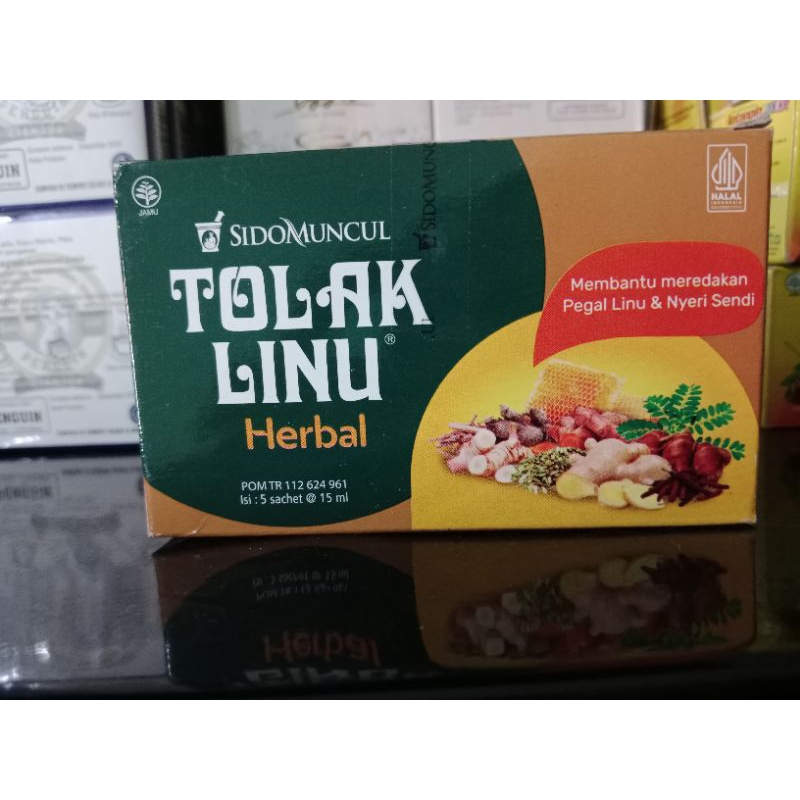 JAMU
SIDOMUNCUL
TOLAK
LINU®
Herbal
POM TR 112 624 961
Isi : 5 sachet @ 15 ml
SIDOMUNC
HALAL
INDONESIA
Membantu meredakan
Pegal Linu & Nyeri Sendi